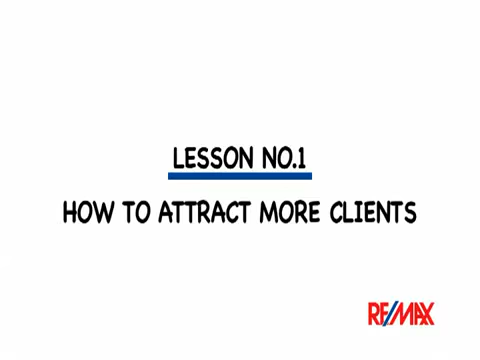 LESSON NO.1
HOW TO ATTRACT MORE CLIENTS
RE/MAX